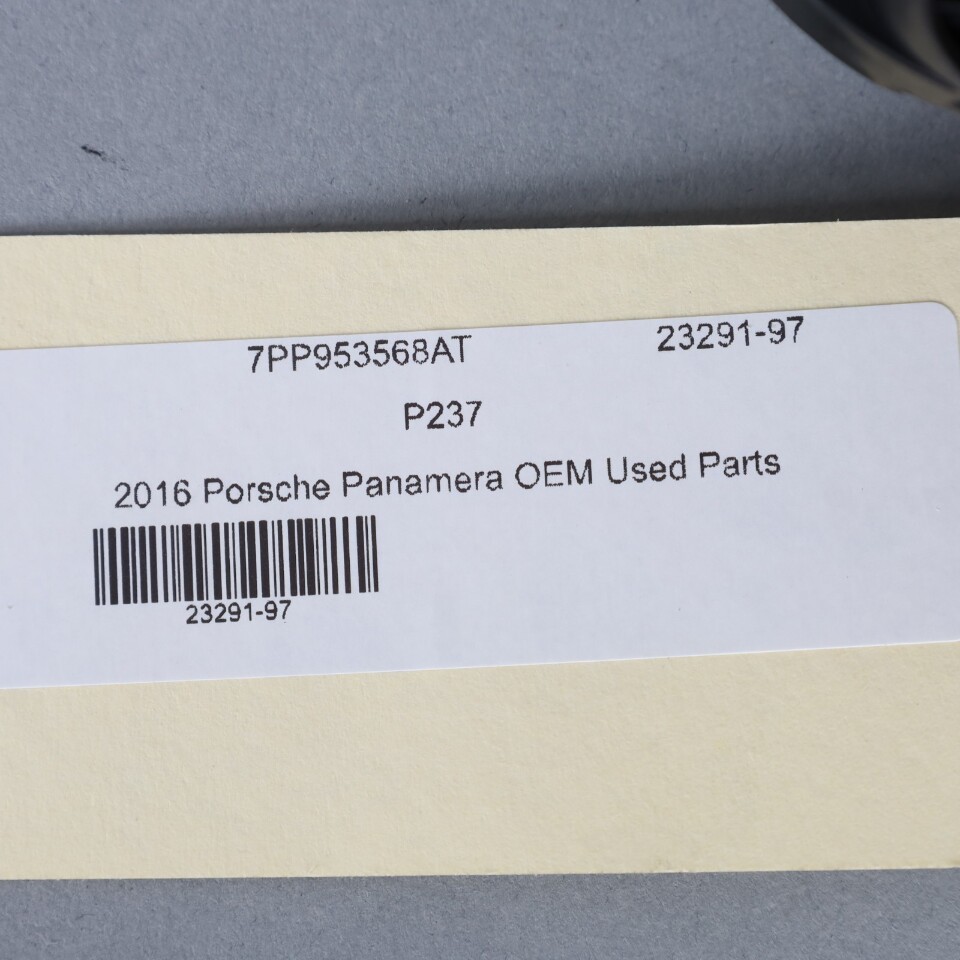 7PP953568AT 23291-97
P237
2016 Porsche Panamera OEM Used Parts
23291-97